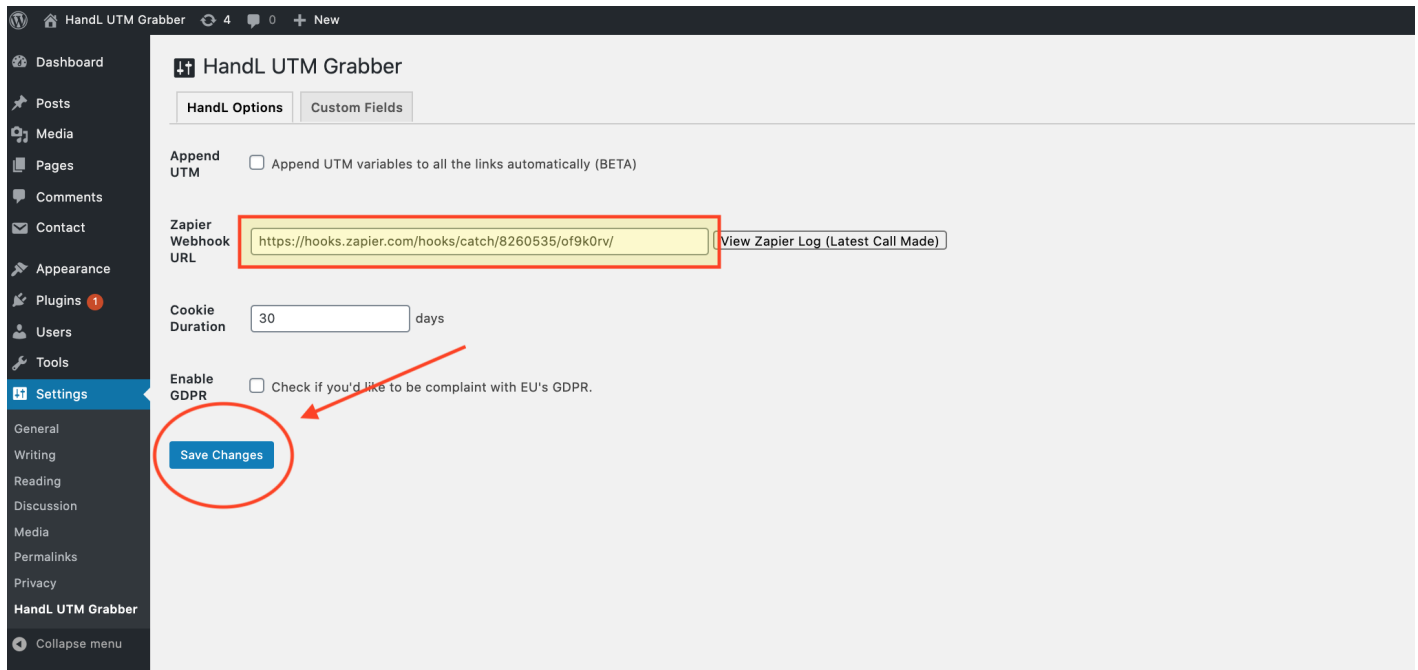 HandL UTM Grabber 4 0 + New
Dashboard
Posts
Media
Pages
Comments
Contact
Appearance
Plugins 1
Users
Tools
Settings
General
Writing
Reading
Discussion
Media
Permalinks
Privacy
HandL UTM Grabber
Collapse menu
HandL UTM Grabber
HandL Options Custom Fields
Append
UTM
Append UTM variables to all the links automatically (BETA)
Zapier
Webhook
URL
https://hooks.zapier.com/hooks/catch/8260535/of9k0rv/ View Zapier Log (Latest Call Made)
Cookie
Duration
30 days
Enable
GDPR
Check if you'd like to be complaint with EU's GDPR.
Save Changes